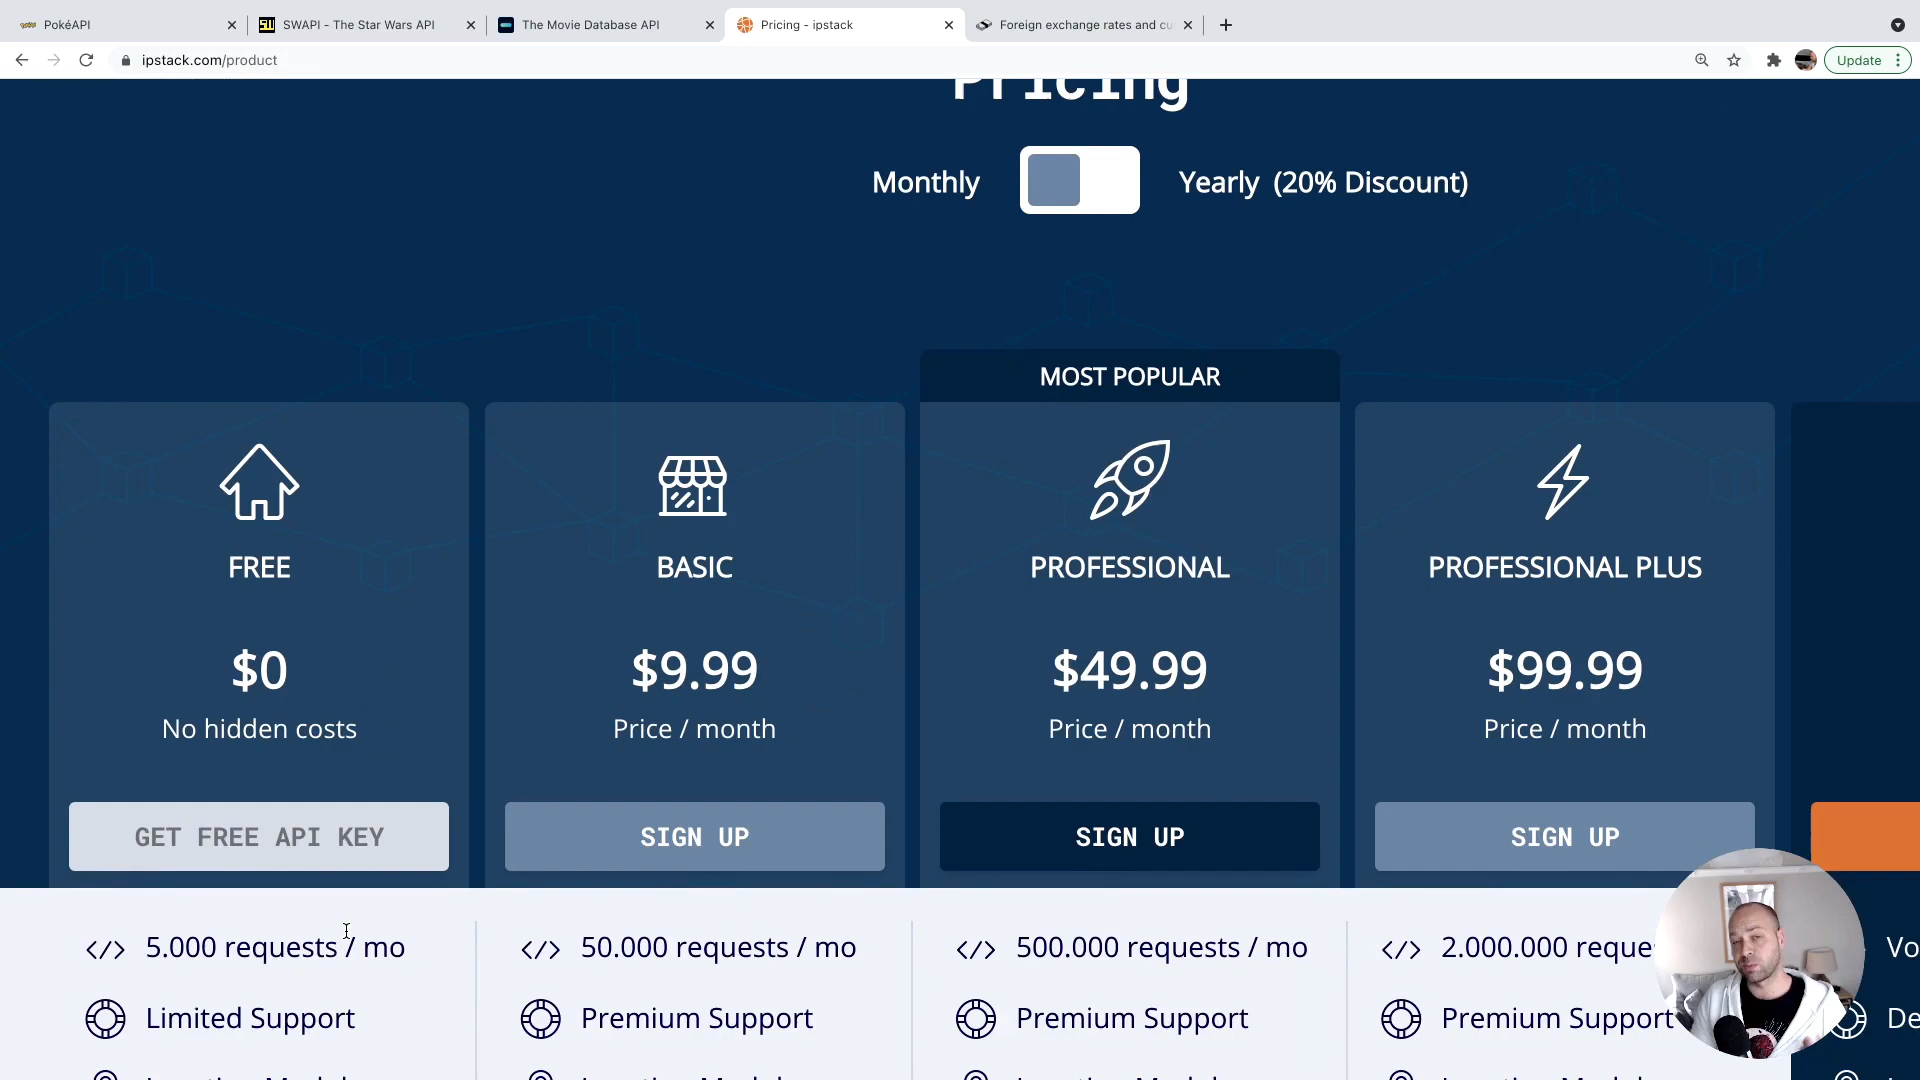 PokéAPI
SWAPI - The Star Wars API
The Movie Database API
Pricing - ipstack
Foreign exchange rates and cu
ipstack.com/product
Update
Pricing
Monthly
Yearly (20% Discount)
MOST POPULAR
FREE
BASIC
PROFESSIONAL
PROFESSIONAL PLUS
$0
$9.99
$49.99
$99.99
No hidden costs
Price / month
Price / month
Price / month
GET FREE API KEY
SIGN UP
SIGN UP
SIGN UP
5.000 requests / mo
50.000 requests / mo
500.000 requests / mo
2.000.000 reque
Vo
Limited Support
Premium Support
Premium Support
Premium Support
De